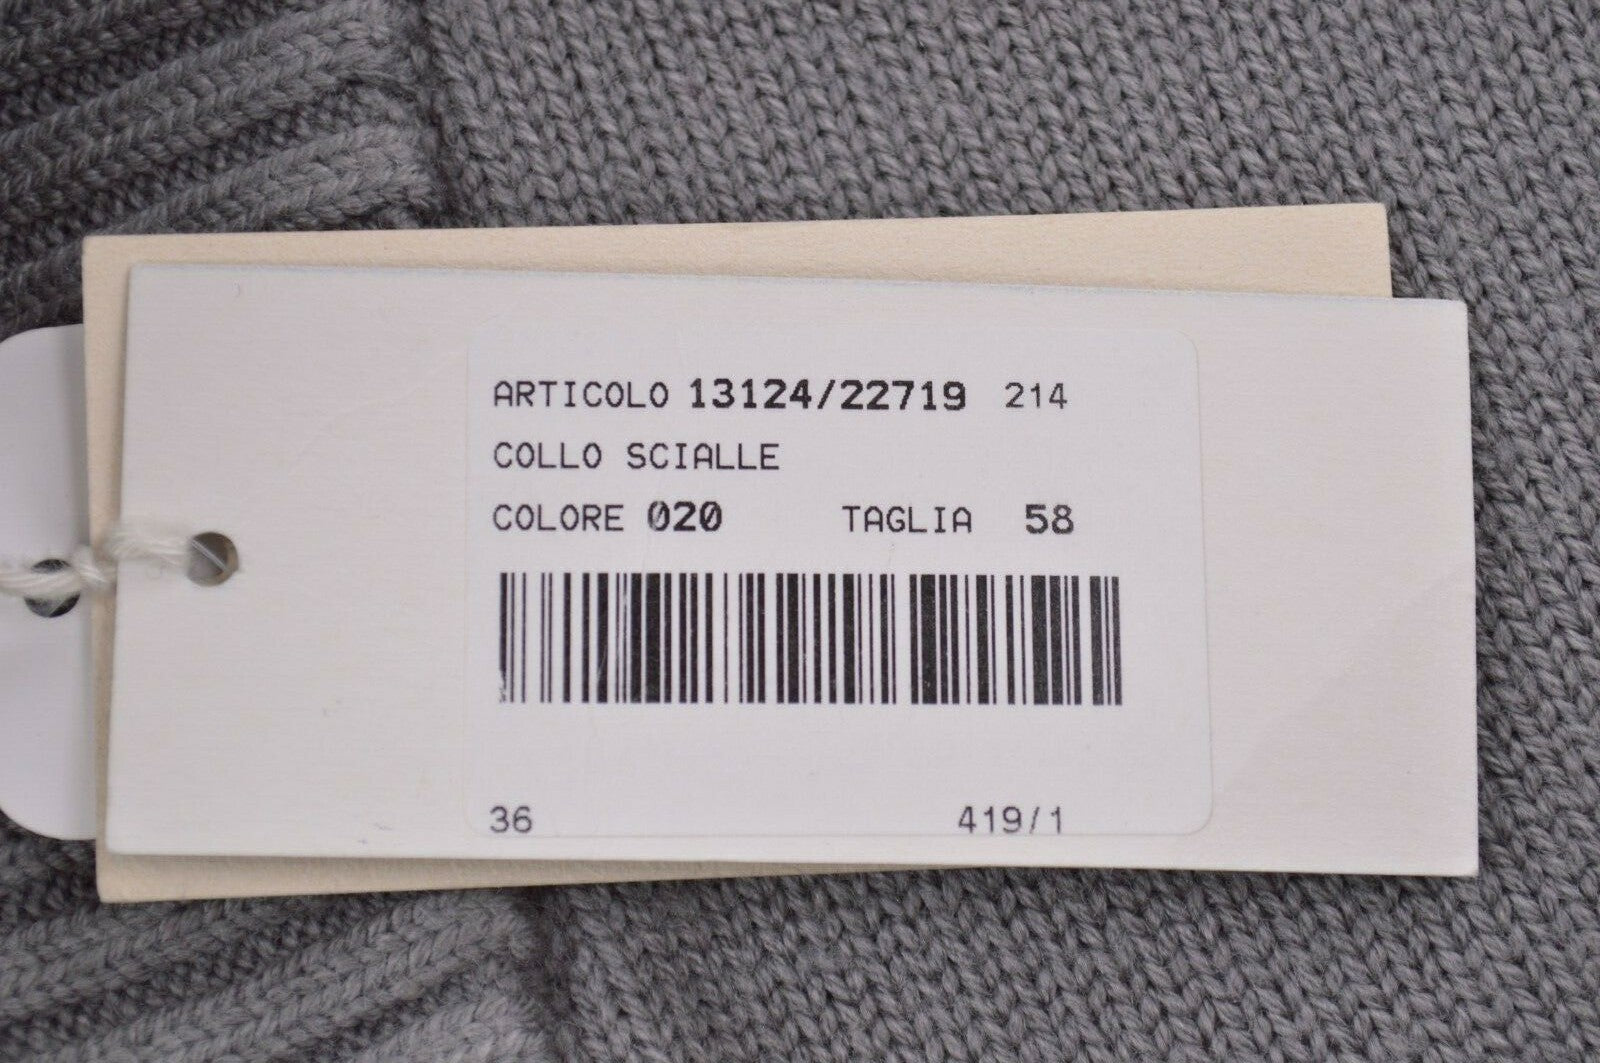 ARTICOLO 13124/22719 214
COLLO SCIALLE
COLORE 020 TAGLIA 58
36 419/1